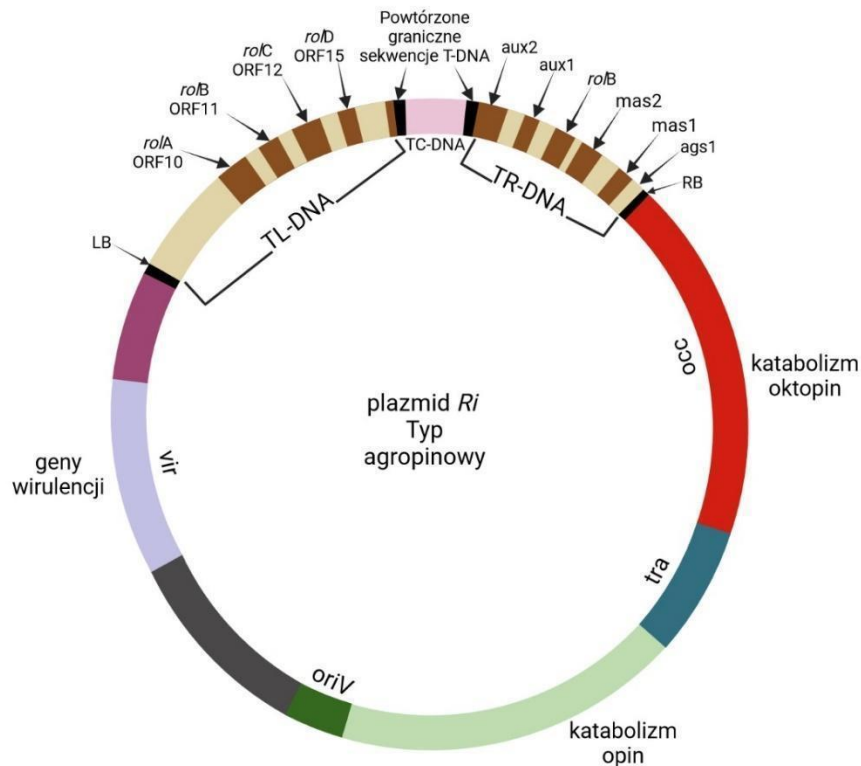 Powtórzone
graniczne
sekwencje T-DNA
rolD
ORF15
rolC
ORF12
rolB
ORF11
rolA
ORF10
aux2
aux1
rolB
mas2
mas1
ags1
RB
TC-DNA
TL-DNA
TR-DNA
LB
occ
katabolizm
oktopin
plazmid Ri
Typ
agropinowy
geny
wirulencji
vir
tra
oriV
katabolizm
opin